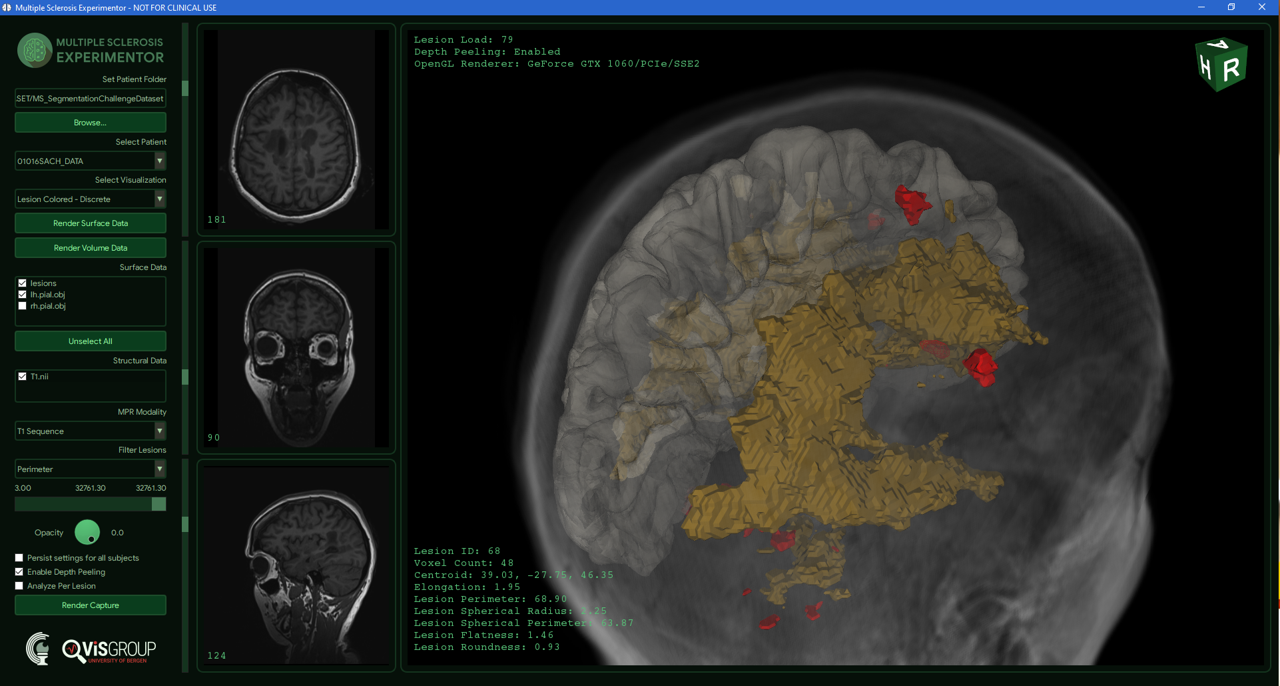 Multiple Sclerosis Experimentor - NOT FOR CLINICAL USE
MULTIPLE SCLEROSIS
EXPERIMENTOR
Set Patient Folder
SET/MS_SegmentationChallengeDataset
Browse...
Select Patient
01016SACH_DATA
Select Visualization
Lesion Colored - Discrete
Render Surface Data
Render Volume Data
Surface Data
lesions
lh.pial.obj
rh.pial.obj
Unselect All
Structural Data
T1.nii
MPR Modality
T1 Sequence
Filter Lesions
Perimeter
3.00 32761.30 32761.30
Opacity 0.0
Persist settings for all subjects
Enable Depth Peeling
Analyze Per Lesion
Render Capture
VISGROUP
UNIVERSITY OF BERGEN
181
90
124
Lesion Load: 79
Depth Peeling: Enabled
OpenGL Renderer: GeForce GTX 1060/PCIe/SSE2
A
H R
Lesion ID: 68
Voxel Count: 48
Centroid: 39.03, -27.75, 46.35
Elongation: 1.95
Lesion Perimeter: 68.90
Lesion Spherical Radius: 2.25
Lesion Spherical Perimeter: 63.87
Lesion Flatness: 1.46
Lesion Roundness: 0.93